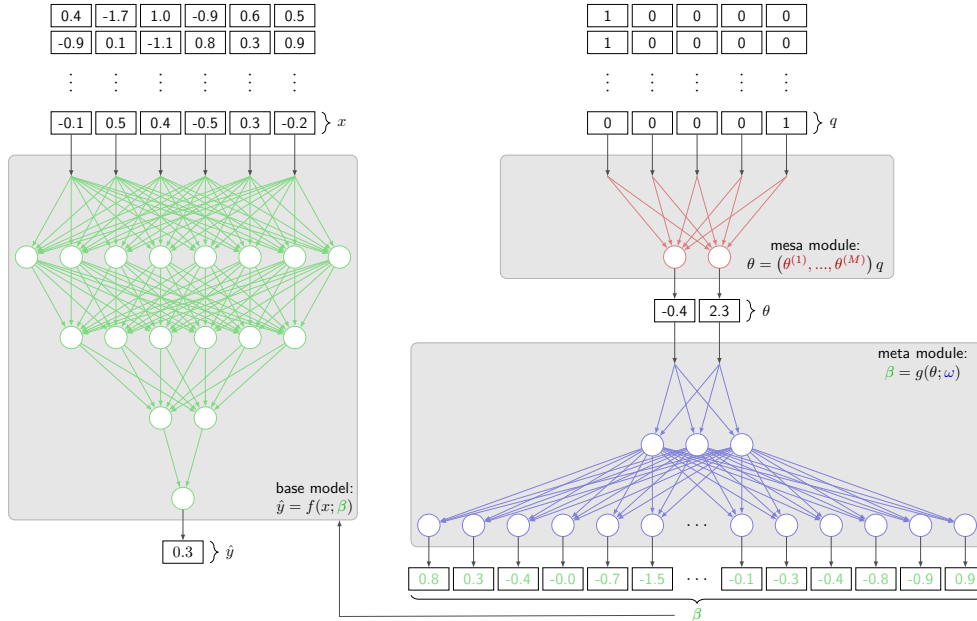 0.4 -1.7 1.0 -0.9 0.6 0.5
-0.9 0.1 -1.1 0.8 0.3 0.9
⋮ ⋮ ⋮ ⋮ ⋮ ⋮
-0.1 0.5 0.4 -0.5 0.3 -0.2 } x
base model:
ŷ = f(x; β)
0.3 } ŷ
1 0 0 0 0
1 0 0 0 0
⋮ ⋮ ⋮ ⋮ ⋮
0 0 0 0 1 } q
mesa module:
θ = (θ^(1), ..., θ^(M)) q
-0.4 2.3 } θ
meta module:
β = g(θ; ω)
...
0.8 0.3 -0.4 -0.0 -0.7 -1.5 ... -0.1 -0.3 -0.4 -0.8 -0.9 0.9
β